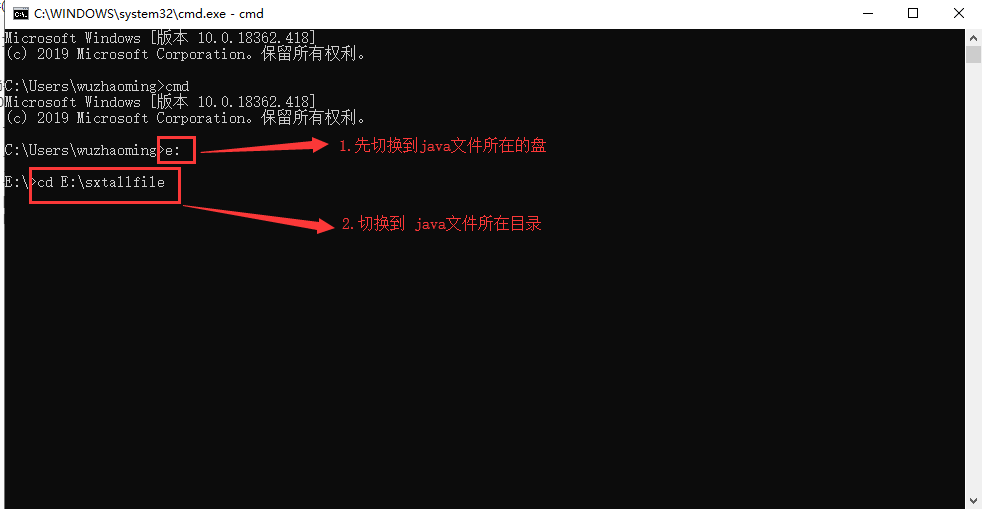 C:\WINDOWS\system32\cmd.exe - cmd
Microsoft Windows [版本 10.0.18362.418]
(c) 2019 Microsoft Corporation。保留所有权利。
C:\Users\wuzhaoming>cmd
Microsoft Windows [版本 10.0.18362.418]
(c) 2019 Microsoft Corporation。保留所有权利。
C:\Users\wuzhaoming>e:
1.先切换到java文件所在的盘
E:\>cd E:\sxtallfile
2.切换到 java文件所在目录